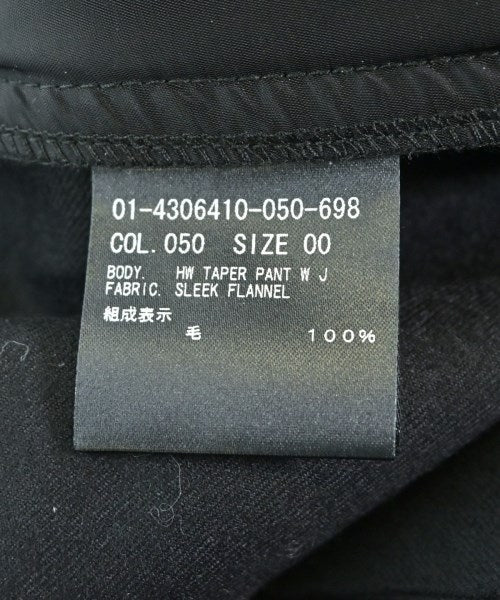 01-4306410-050-698
COL. 050 SIZE 00
BODY. HW TAPER PANT W J
FABRIC. SLEEK FLANNEL
組成表示
毛 100%